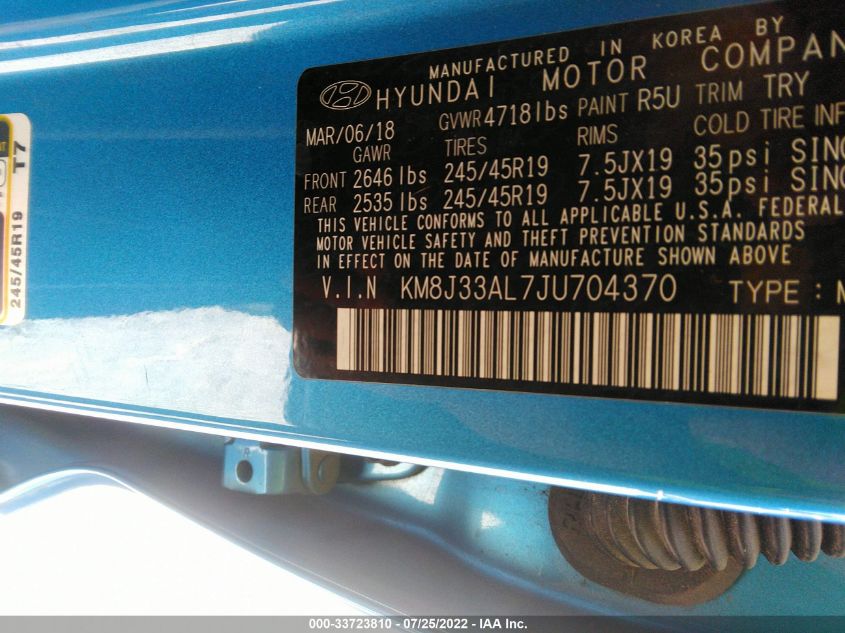 MANUFACTURED IN KOREA BY
HYUNDAI MOTOR COMPAN
MAR/06/18 GVWR 4718lbs PAINT R5U TRIM TRY
GAWR TIRES RIMS COLD TIRE INF
FRONT 2646 lbs 245/45R19 7.5JX19 35psi SING
REAR 2535 lbs 245/45R19 7.5JX19 35psi SING
THIS VEHICLE CONFORMS TO ALL APPLICABLE U.S.A. FEDERAL
MOTOR VEHICLE SAFETY AND THEFT PREVENTION STANDARDS
IN EFFECT ON THE DATE OF MANUFACTURE SHOWN ABOVE
V.I.N KM8J33AL7JU704370 TYPE : M
245/45R19 T7
000-33723810 - 07/25/2022 - IAA Inc.